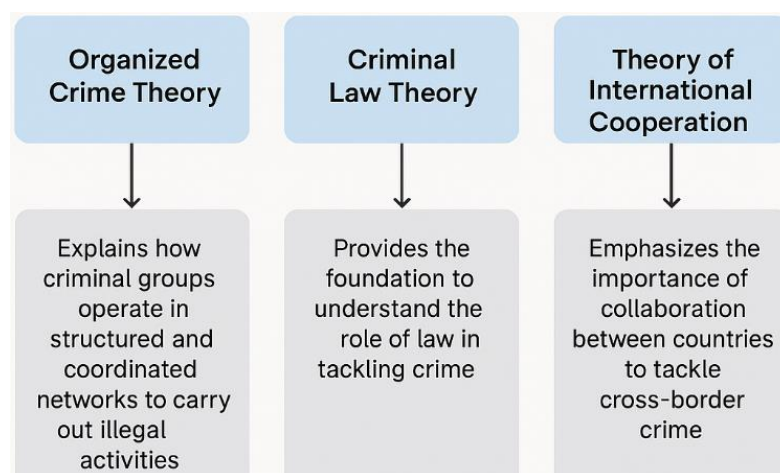 Organized
Crime Theory
Explains how
criminal groups
operate in
structured and
coordinated
networks to carry
out illegal
activities
Criminal
Law Theory
Provides the
foundation to
understand the
role of law in
tackling crime
Theory of
International
Cooperation
Emphasizes the
importance of
collaboration
between countries
to tackle
cross-border
crime